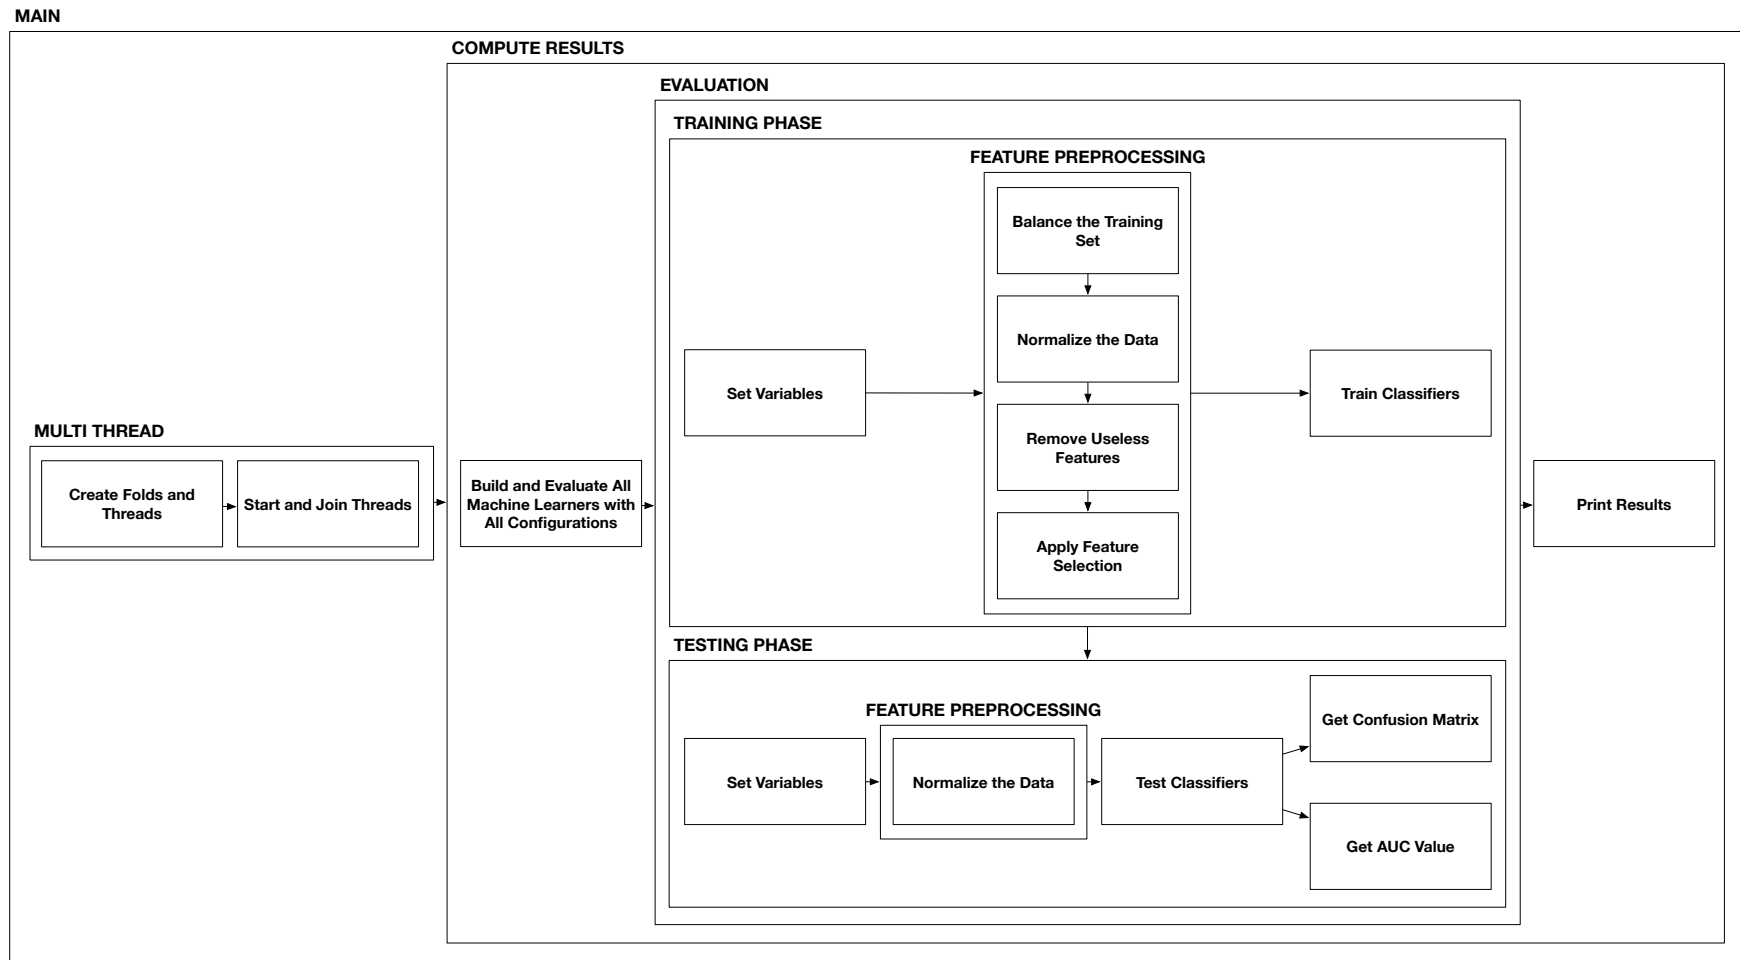 MAIN
COMPUTE RESULTS
EVALUATION
TRAINING PHASE
FEATURE PREPROCESSING
Balance the Training
Set
Normalize the Data
Set Variables
Train Classifiers
Remove Useless
Features
Apply Feature
Selection
MULTI THREAD
Create Folds and
Threads
Start and Join Threads
Build and Evaluate All
Machine Learners with
All Configurations
Print Results
TESTING PHASE
FEATURE PREPROCESSING
Set Variables
Normalize the Data
Test Classifiers
Get Confusion Matrix
Get AUC Value